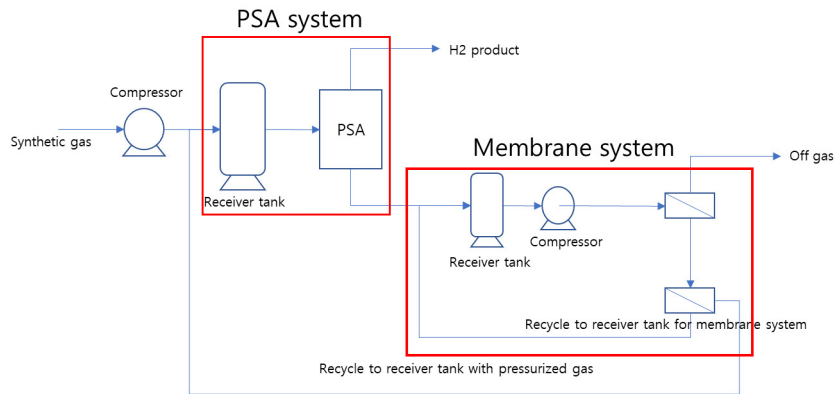 PSA system
H2 product
Compressor
Synthetic gas
PSA
Receiver tank
Membrane system
Off gas
Compressor
Receiver tank
Recycle to receiver tank for membrane system
Recycle to receiver tank with pressurized gas